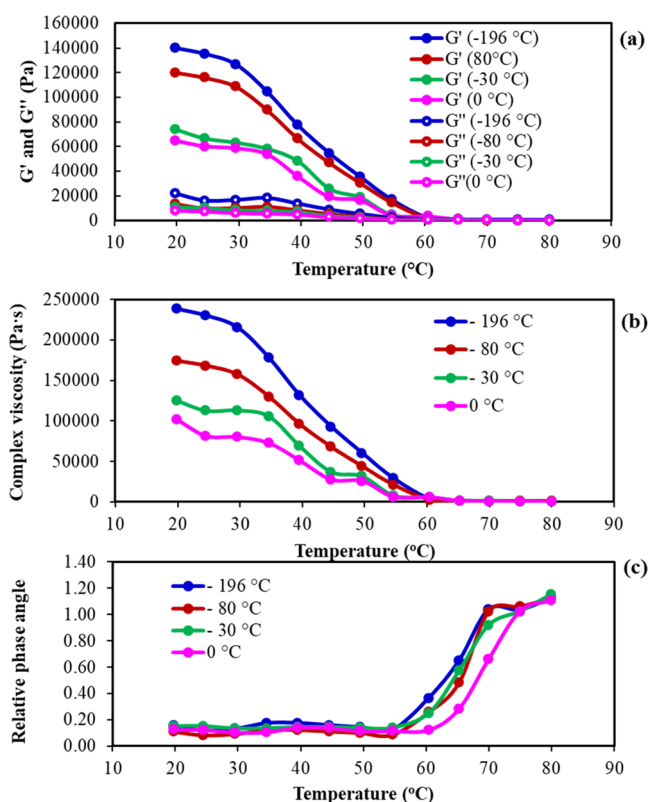 (a)
160000
140000
120000
100000
80000
60000
40000
20000
0
G' and G'' (Pa)
G' (-196 °C)
G' (80°C)
G' (-30 °C)
G' (0 °C)
G'' (-196 °C)
G'' (-80 °C)
G'' (-30 °C)
G''(0 °C)
10 20 30 40 50 60 70 80 90
Temperature (°C)
(b)
250000
200000
150000
100000
50000
0
Complex viscosity (Pa·s)
- 196 °C
- 80 °C
- 30 °C
0 °C
10 20 30 40 50 60 70 80 90
Temperature (°C)
(c)
1.40
1.20
1.00
0.80
0.60
0.40
0.20
0.00
Relative phase angle
- 196 °C
- 80 °C
- 30 °C
0 °C
10 20 30 40 50 60 70 80 90
Temperature (°C)